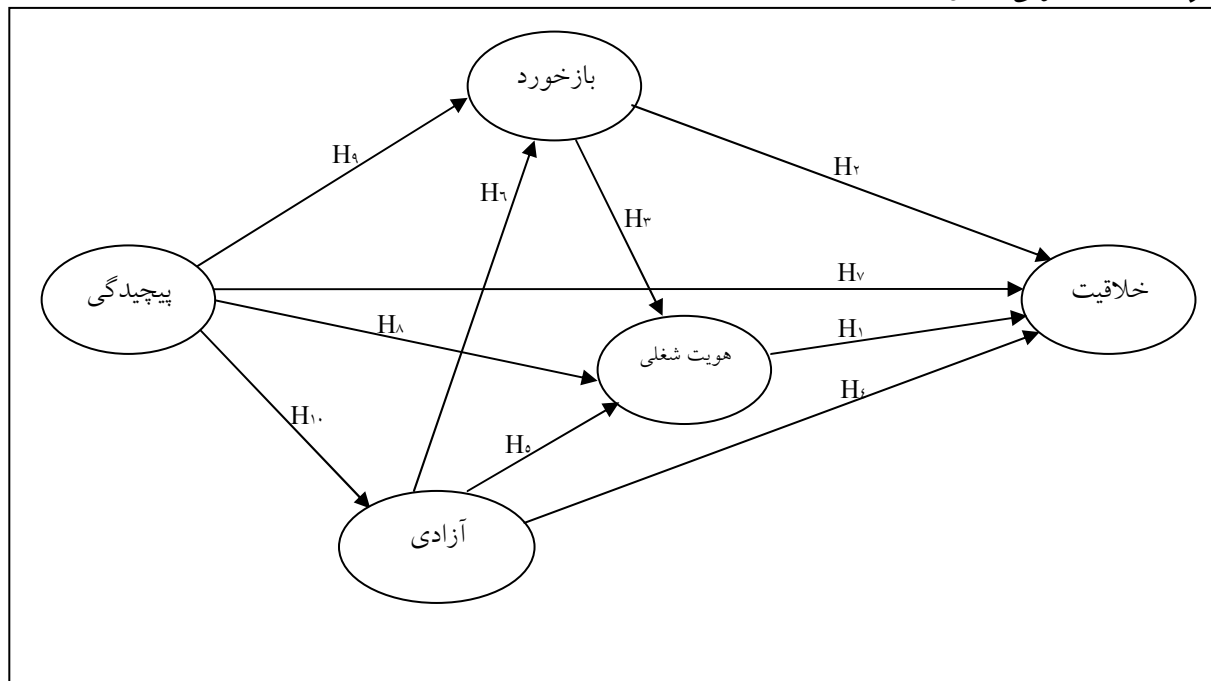 بازخورد
H۹
H۶
H۲
H۳
پیچیدگی
H۷
خلاقیت
H۸
هویت شغلی
H۱
H۴
H۱۰
H۵
آزادی